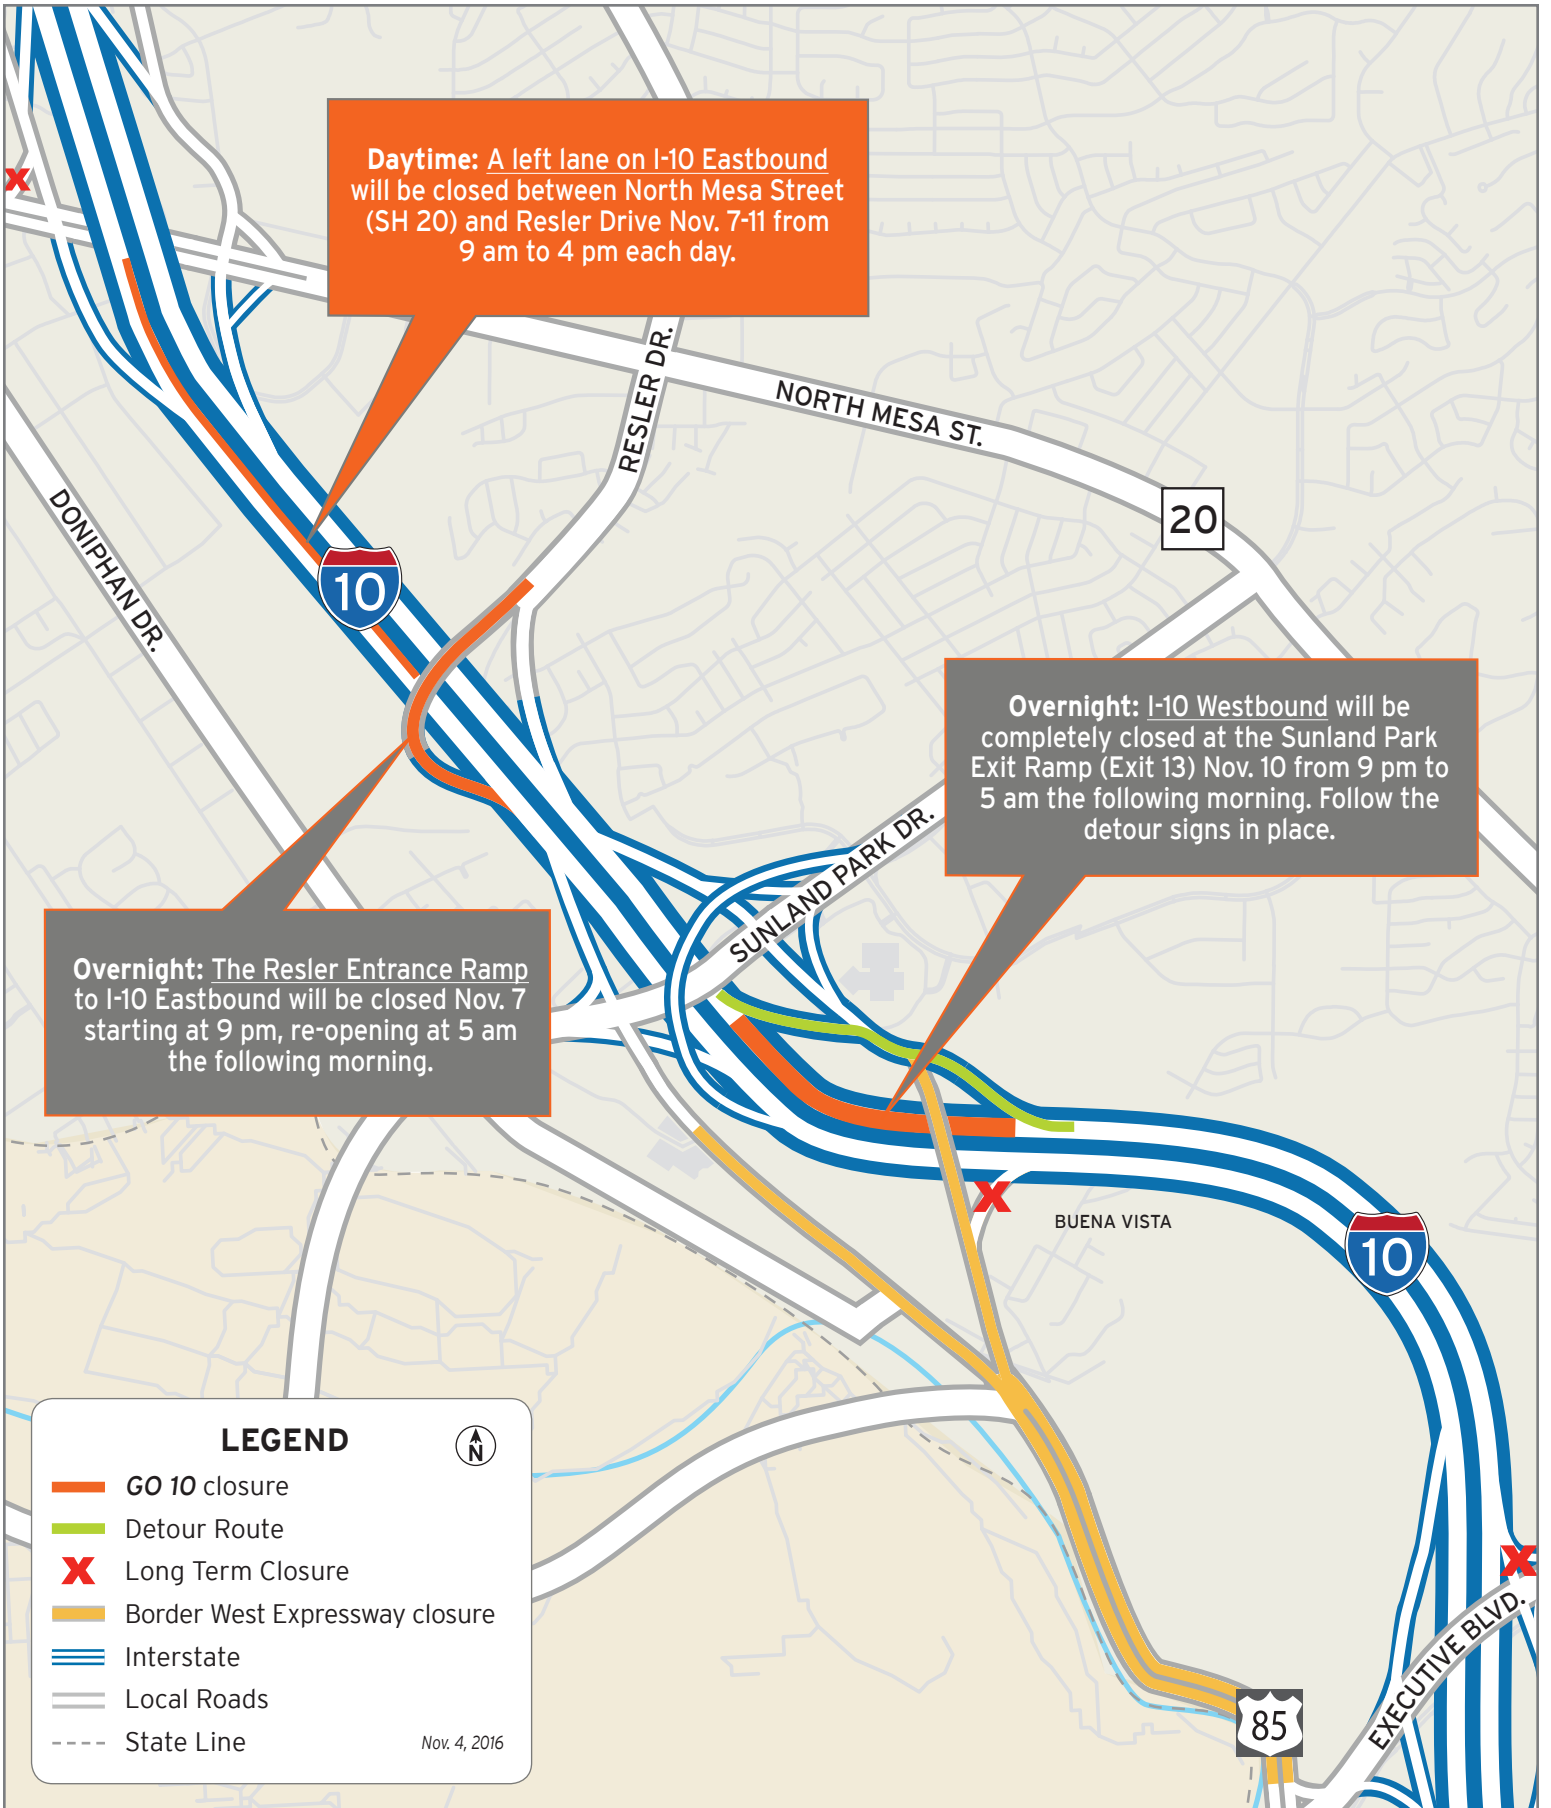 Daytime: A left lane on I-10 Eastbound
will be closed between North Mesa Street
(SH 20) and Resler Drive Nov. 7-11 from
9 am to 4 pm each day.
RESLER DR.
NORTH MESA ST.
20
DONIPHAN DR.
10
Overnight: I-10 Westbound will be
completely closed at the Sunland Park
Exit Ramp (Exit 13) Nov. 10 from 9 pm to
5 am the following morning. Follow the
detour signs in place.
SUNLAND PARK DR.
Overnight: The Resler Entrance Ramp
to I-10 Eastbound will be closed Nov. 7
starting at 9 pm, re-opening at 5 am
the following morning.
BUENA VISTA
10
LEGEND
N
GO 10 closure
Detour Route
X Long Term Closure
Border West Expressway closure
Interstate
Local Roads
State Line
Nov. 4, 2016
EXECUTIVE BLVD.
85